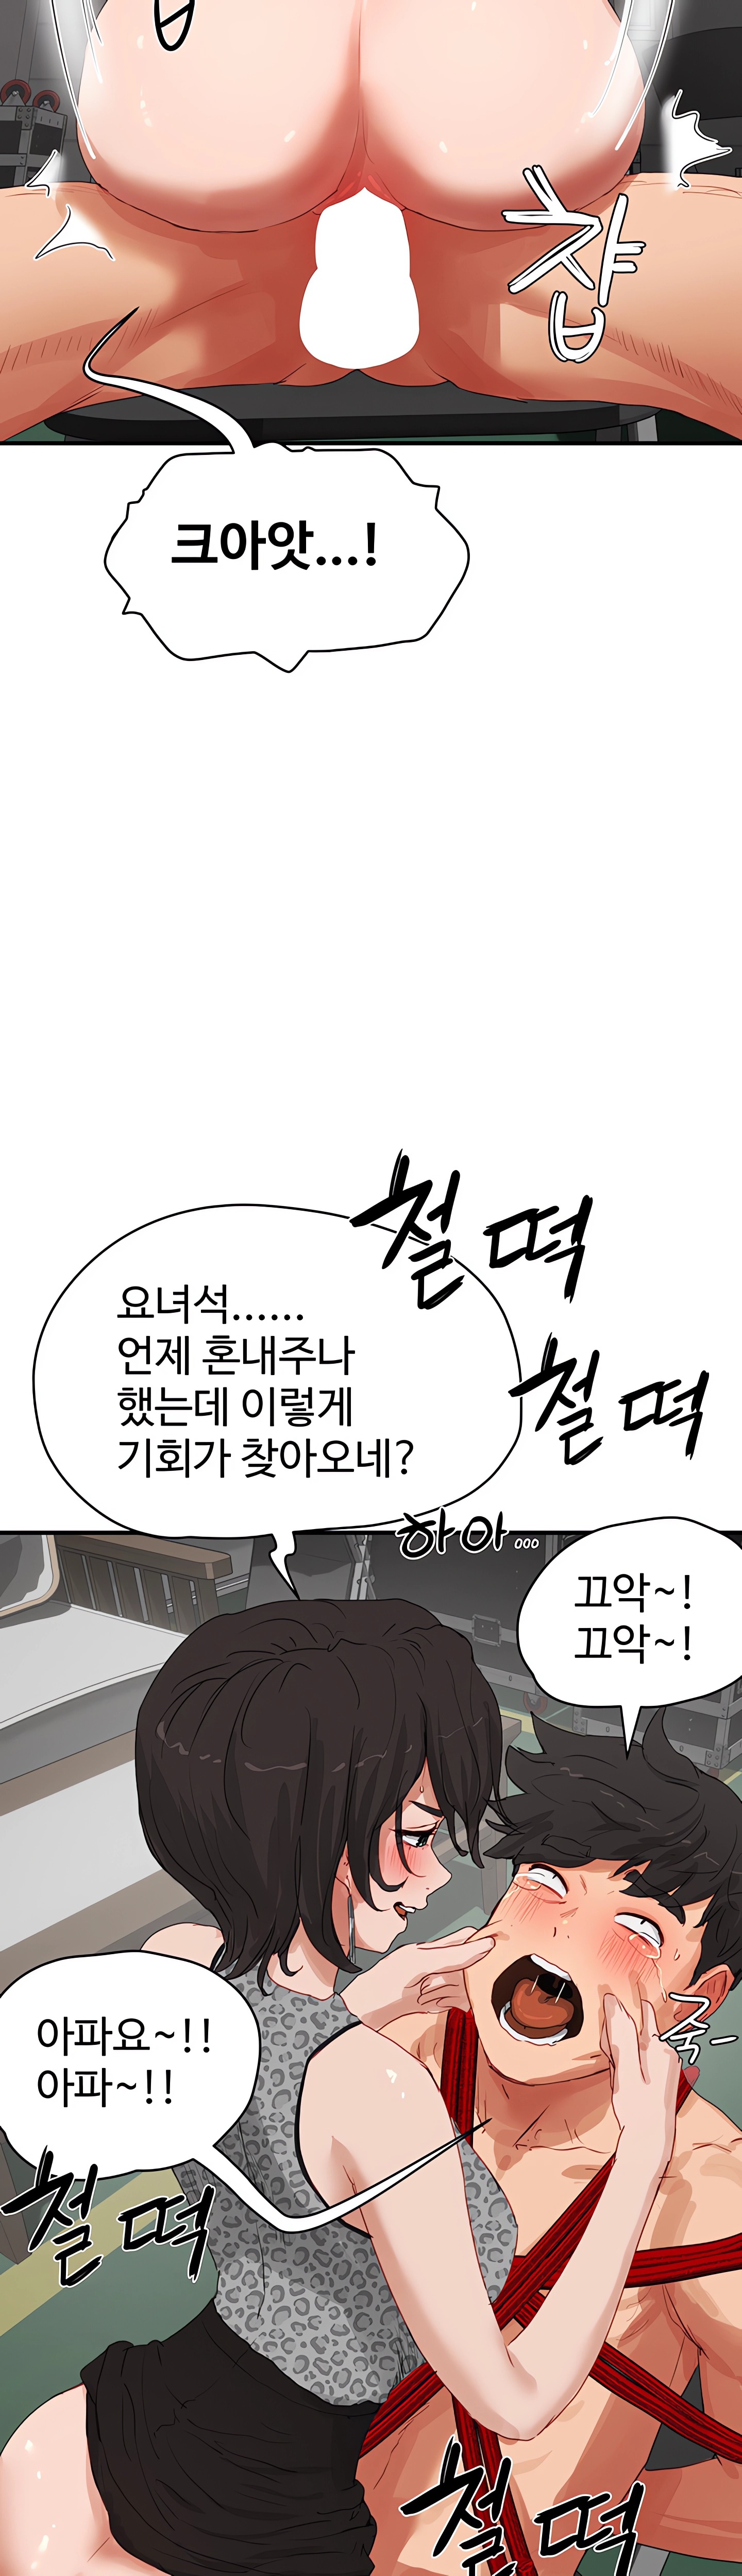 찹
크아앗...!
철떡
요녀석......
언제 혼내주나
했는데 이렇게
기회가 찾아오네?
철떡
하아...
끄악~!
끄악~!
아파요~!!
아파~!!
주욱-
철떡
철떡